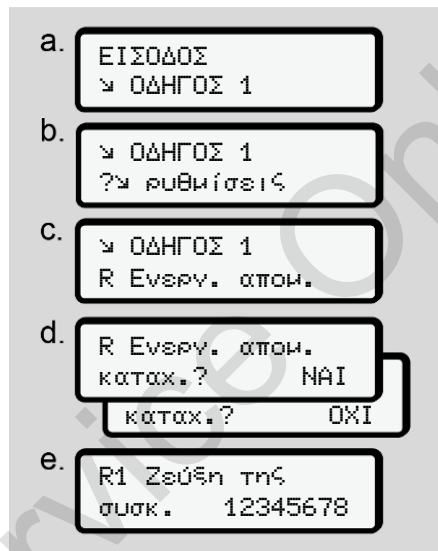 a.
ΕΙΣΟΔΟΣ
↘ ΟΔΗΓΟΣ 1
b.
↘ ΟΔΗΓΟΣ 1
?↘ ρυθμίσεις
c.
↘ ΟΔΗΓΟΣ 1
R Ενεργ. απομ.
d.
R Ενεργ. απομ.
καταχ.? ΝΑΙ
καταχ.? ΟΧΙ
e.
R1 Ζεύξη της
συσκ. 12345678